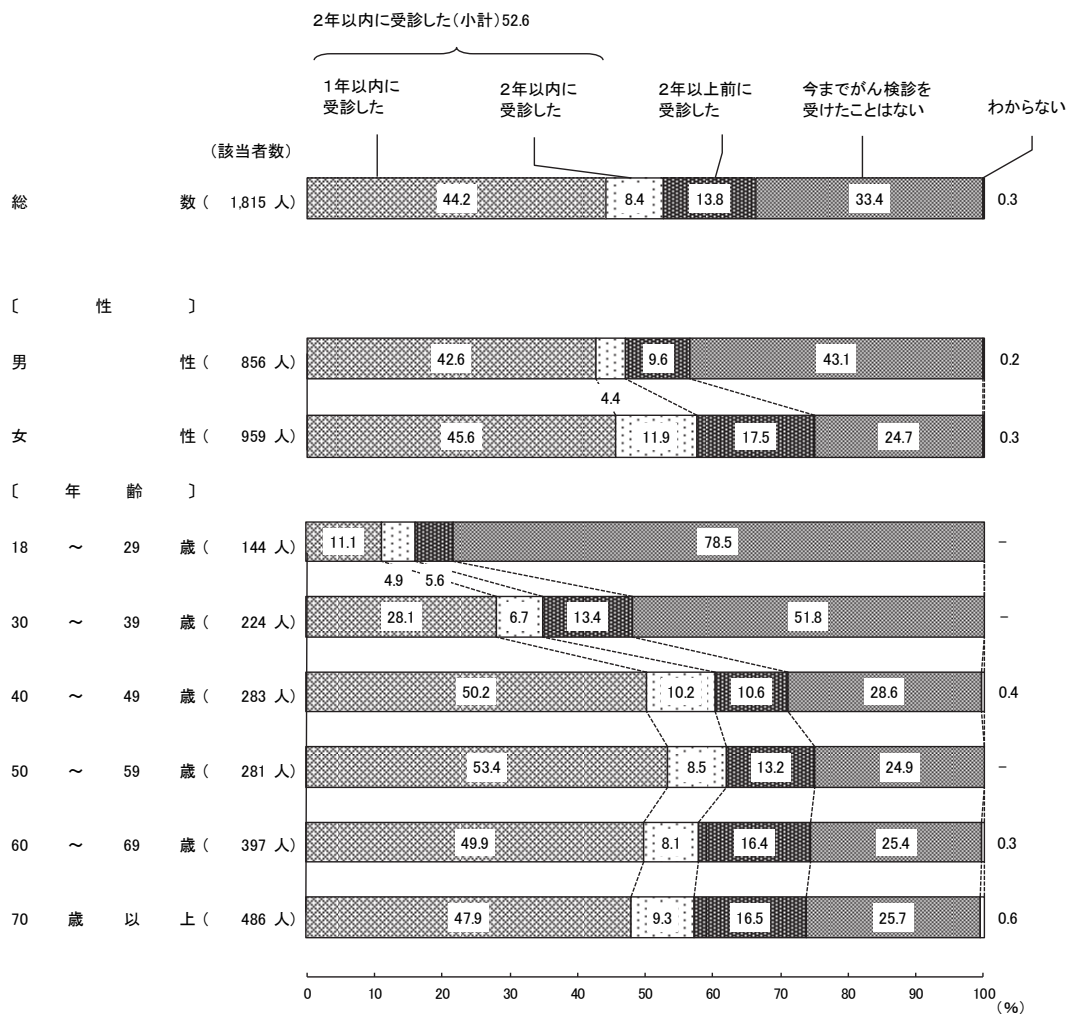 2年以内に受診した(小計)52.6
1年以内に
受診した
2年以内に
受診した
2年以上前に
受診した
今までがん検診を
受けたことはない
わからない
(該当者数)
総 数( 1,815 人) 44.2 8.4 13.8 33.4 0.3
〔 性 〕
男 性( 856 人) 42.6 9.6 43.1 0.2
4.4
女 性( 959 人) 45.6 11.9 17.5 24.7 0.3
〔 年 齢 〕
18 ～ 29 歳( 144 人) 11.1 78.5 −
4.9 5.6
30 ～ 39 歳( 224 人) 28.1 6.7 13.4 51.8 −
40 ～ 49 歳( 283 人) 50.2 10.2 10.6 28.6 0.4
50 ～ 59 歳( 281 人) 53.4 8.5 13.2 24.9 −
60 ～ 69 歳( 397 人) 49.9 8.1 16.4 25.4 0.3
70 歳 以 上( 486 人) 47.9 9.3 16.5 25.7 0.6
0 10 20 30 40 50 60 70 80 90 100
(%)